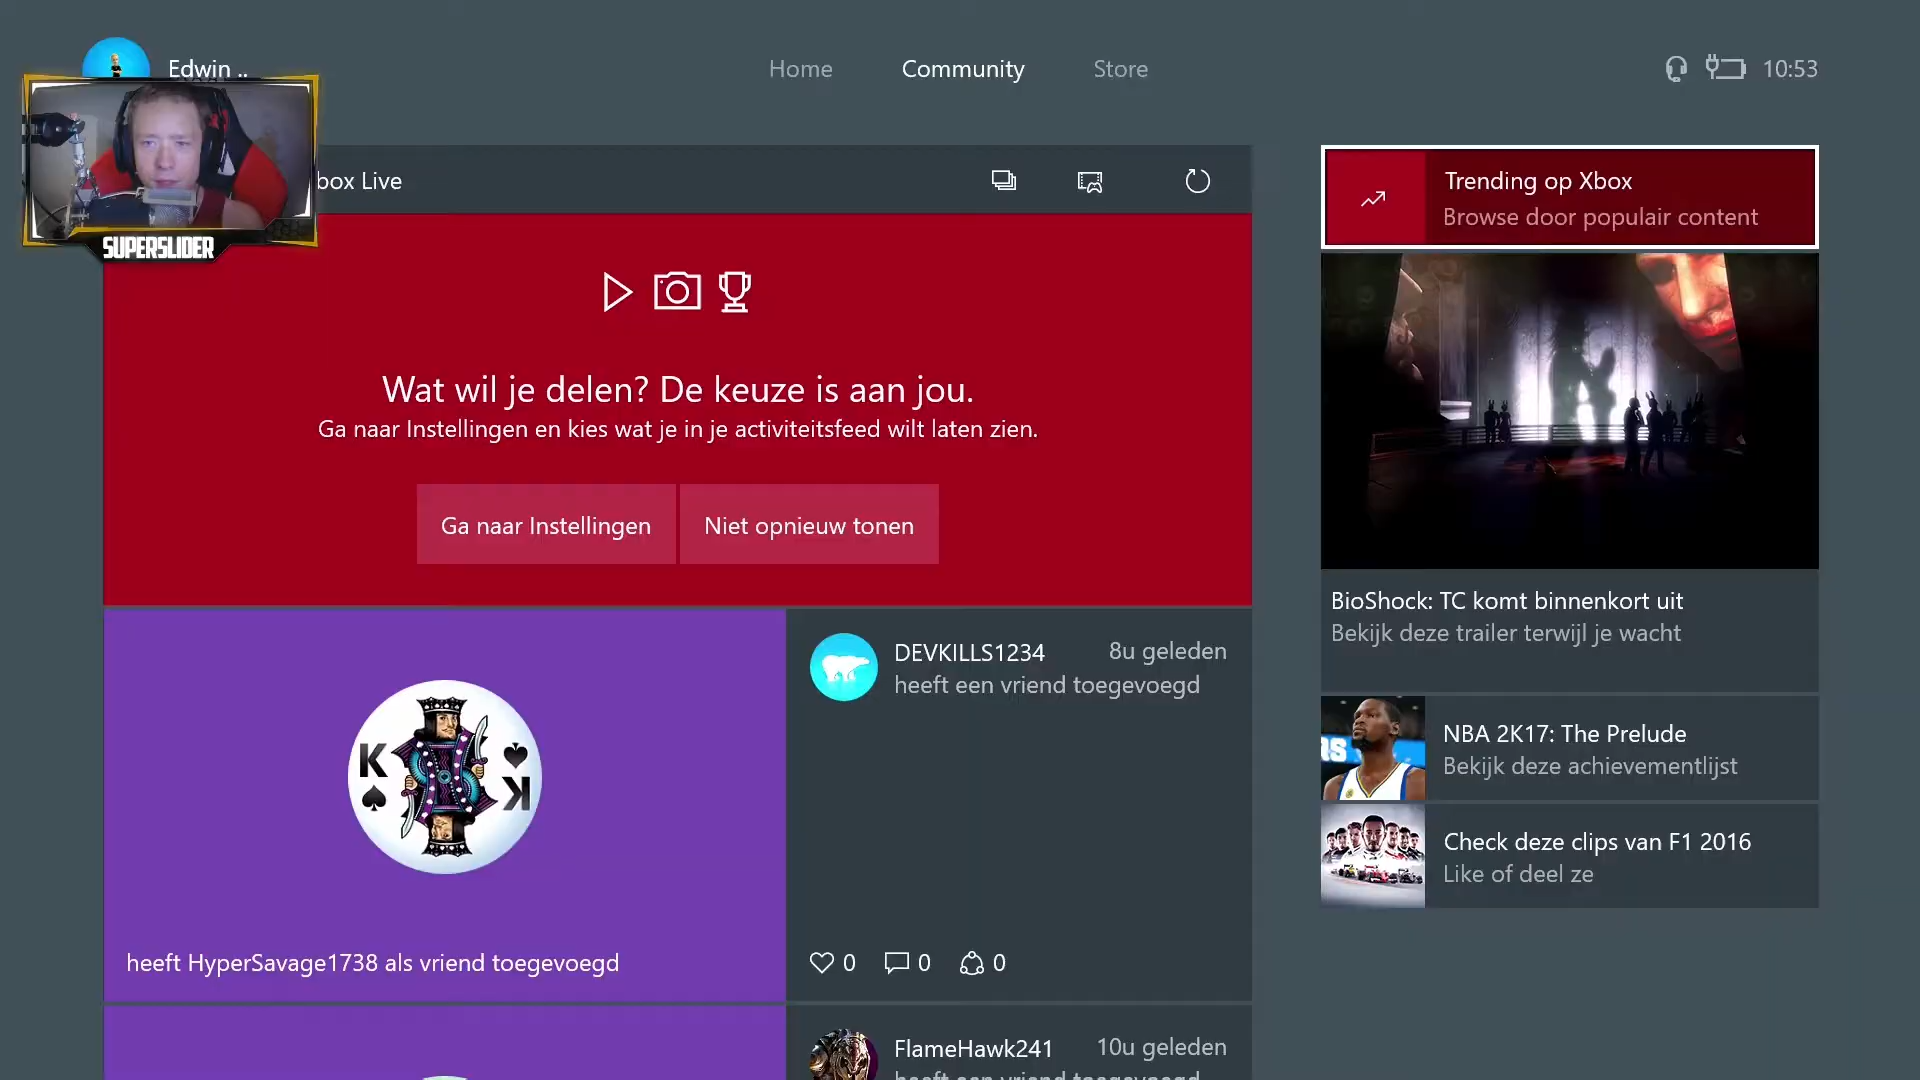 Edwin ..
Home
Community
Store
10:53
SUPERSLIDER
box Live
Wat wil je delen? De keuze is aan jou.
Ga naar Instellingen en kies wat je in je activiteitsfeed wilt laten zien.
Ga naar Instellingen
Niet opnieuw tonen
K
K
heeft HyperSavage1738 als vriend toegevoegd
DEVKILLS1234
8u geleden
heeft een vriend toegevoegd
0
0
0
FlameHawk241
10u geleden
heeft een vriend toegevoegd
Trending op Xbox
Browse door populair content
BioShock: TC komt binnenkort uit
Bekijk deze trailer terwijl je wacht
NBA 2K17: The Prelude
Bekijk deze achievementlijst
Check deze clips van F1 2016
Like of deel ze